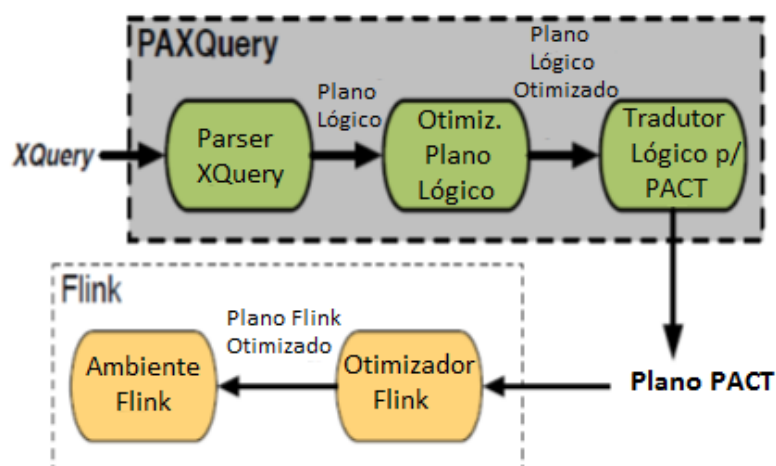 PAXQuery
Plano
Lógico
Otimizado
Plano
Lógico
XQuery
Parser
XQuery
Otimiz.
Plano
Lógico
Tradutor
Lógico p/
PACT
Flink
Plano Flink
Otimizado
Ambiente
Flink
Otimizador
Flink
Plano PACT